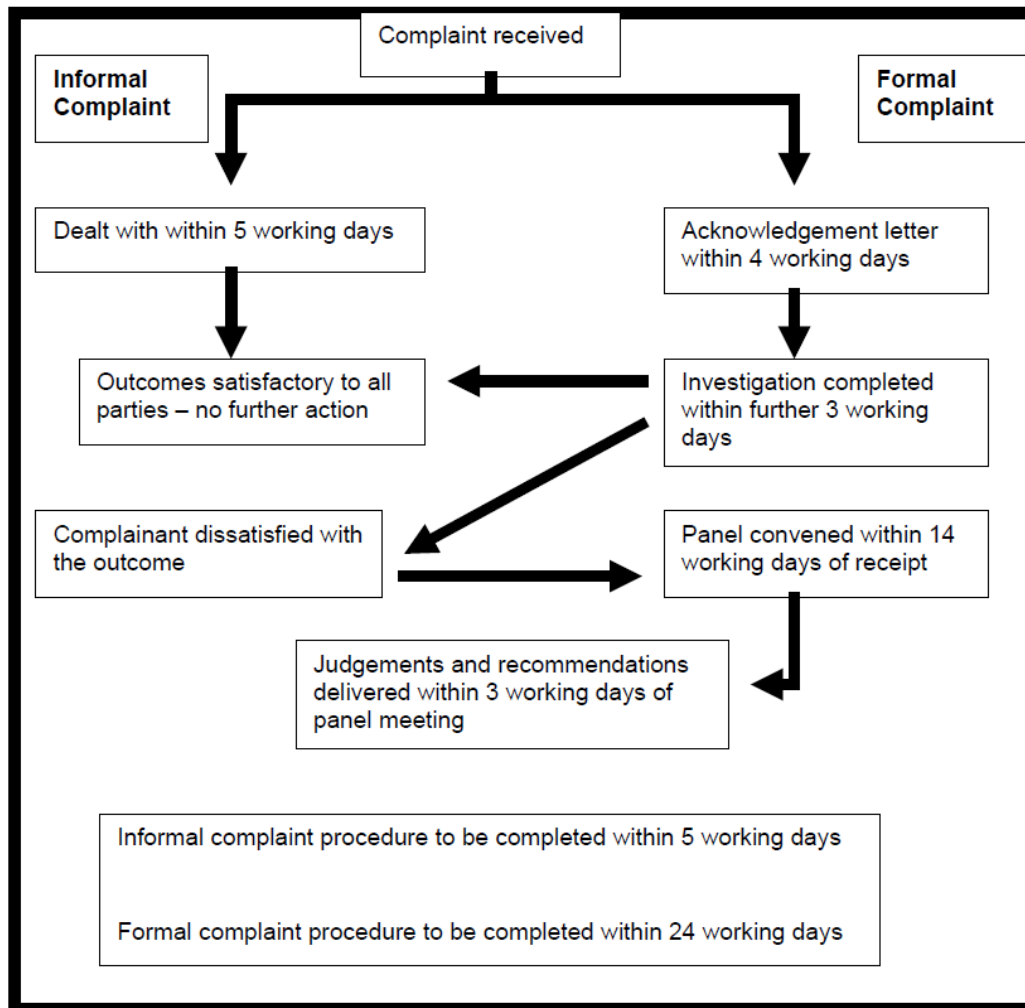 Complaint received
Informal
Complaint
Formal
Complaint
Dealt with within 5 working days
Acknowledgement letter
within 4 working days
Outcomes satisfactory to all
parties – no further action
Investigation completed
within further 3 working
days
Complainant dissatisfied with
the outcome
Panel convened within 14
working days of receipt
Judgements and recommendations
delivered within 3 working days of
panel meeting
Informal complaint procedure to be completed within 5 working days
Formal complaint procedure to be completed within 24 working days